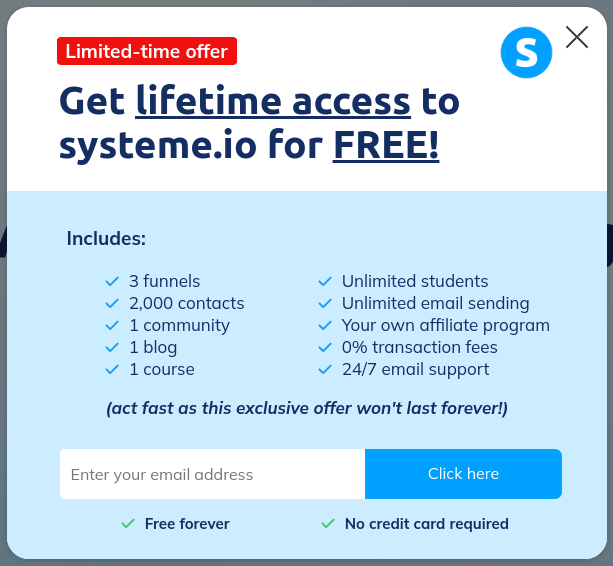 Limited-time offer
S
Get lifetime access to
systeme.io for FREE!
Includes:
3 funnels
2,000 contacts
1 community
1 blog
1 course
Unlimited students
Unlimited email sending
Your own affiliate program
0% transaction fees
24/7 email support
(act fast as this exclusive offer won't last forever!)
Enter your email address
Click here
Free forever
No credit card required